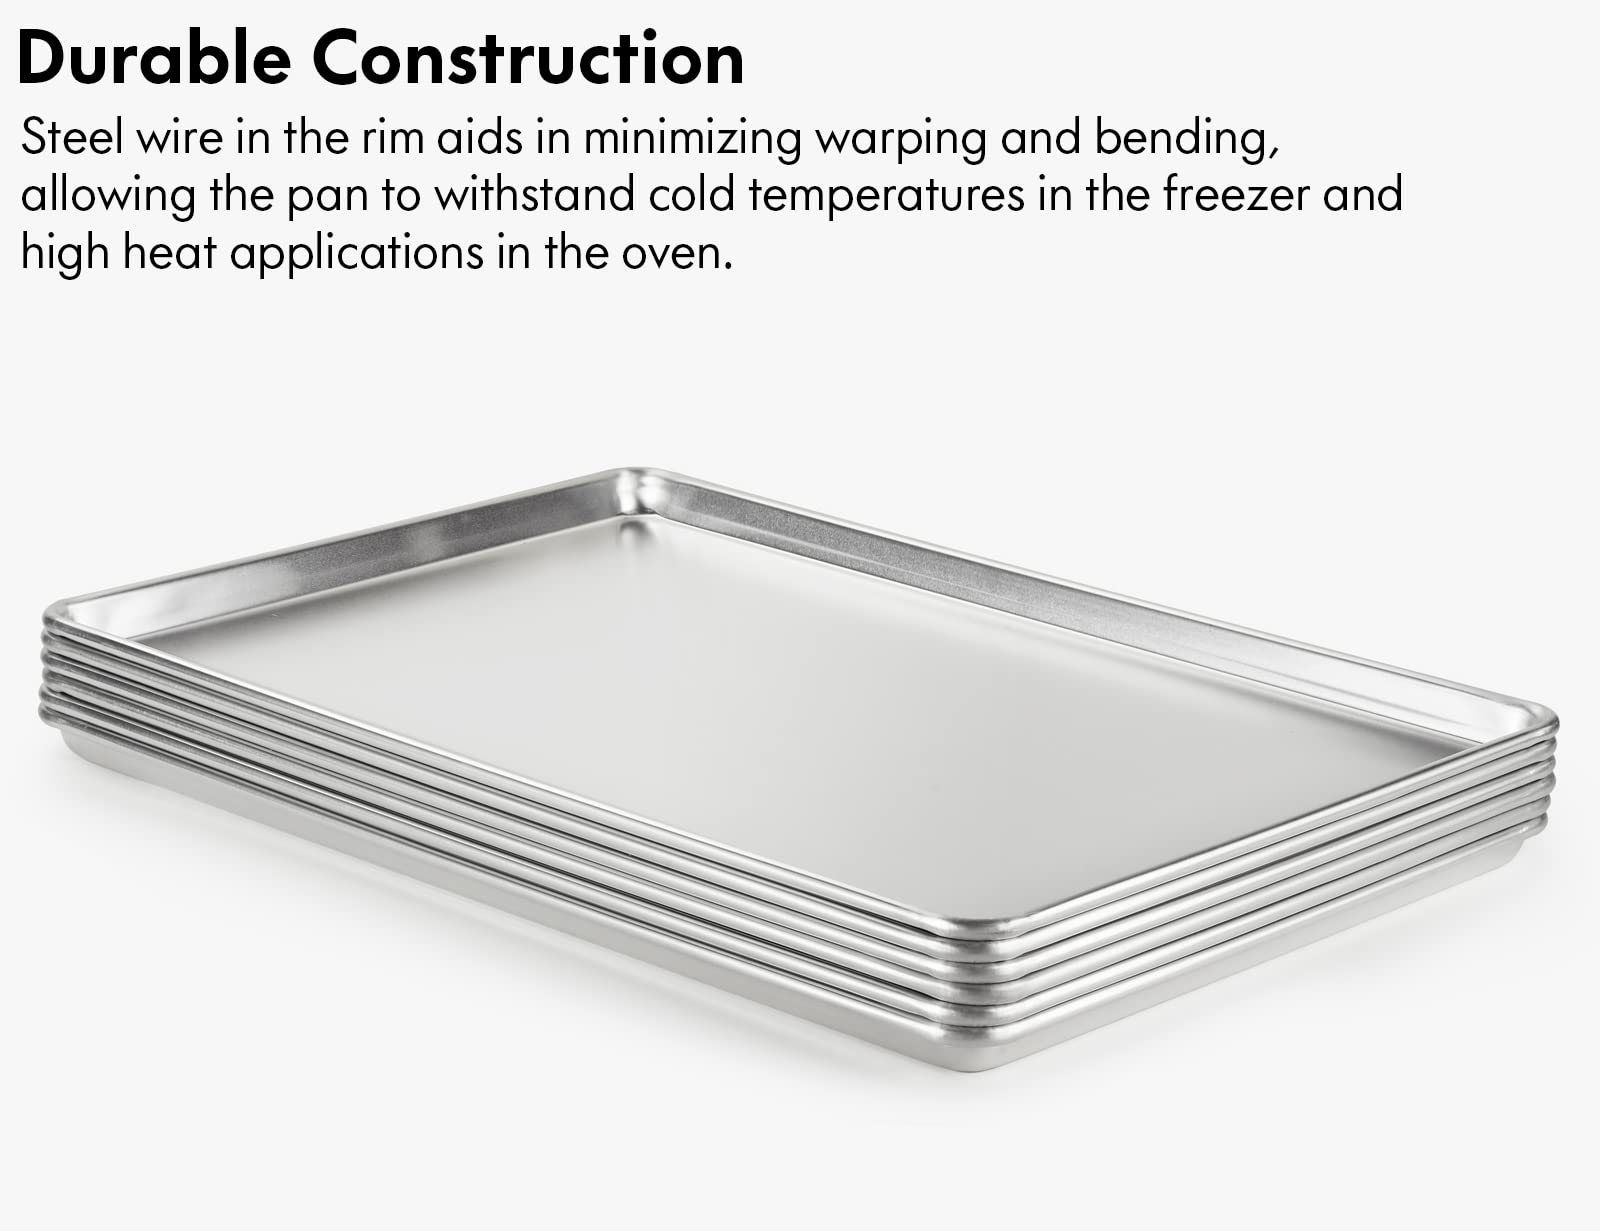 Durable Construction
Steel wire in the rim aids in minimizing warping and bending,
allowing the pan to withstand cold temperatures in the freezer and
high heat applications in the oven.